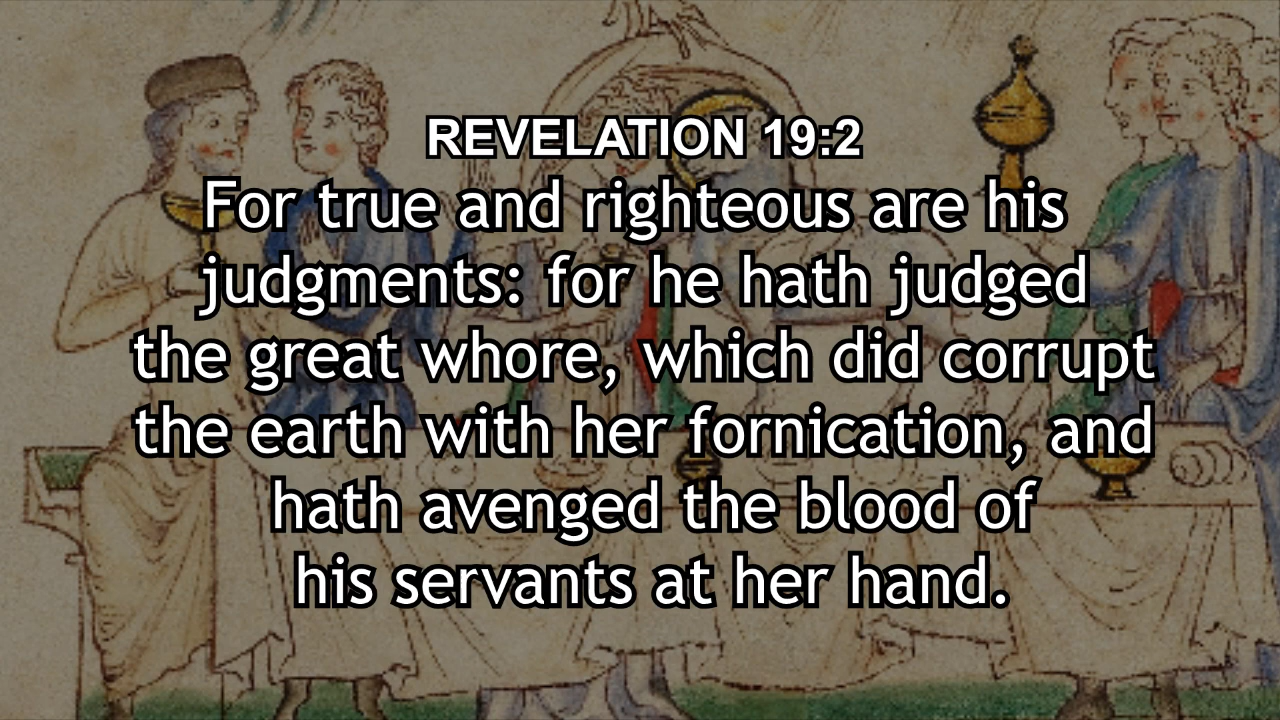 REVELATION 19:2
For true and righteous are his
judgments: for he hath judged
the great whore, which did corrupt
the earth with her fornication, and
hath avenged the blood of
his servants at her hand.